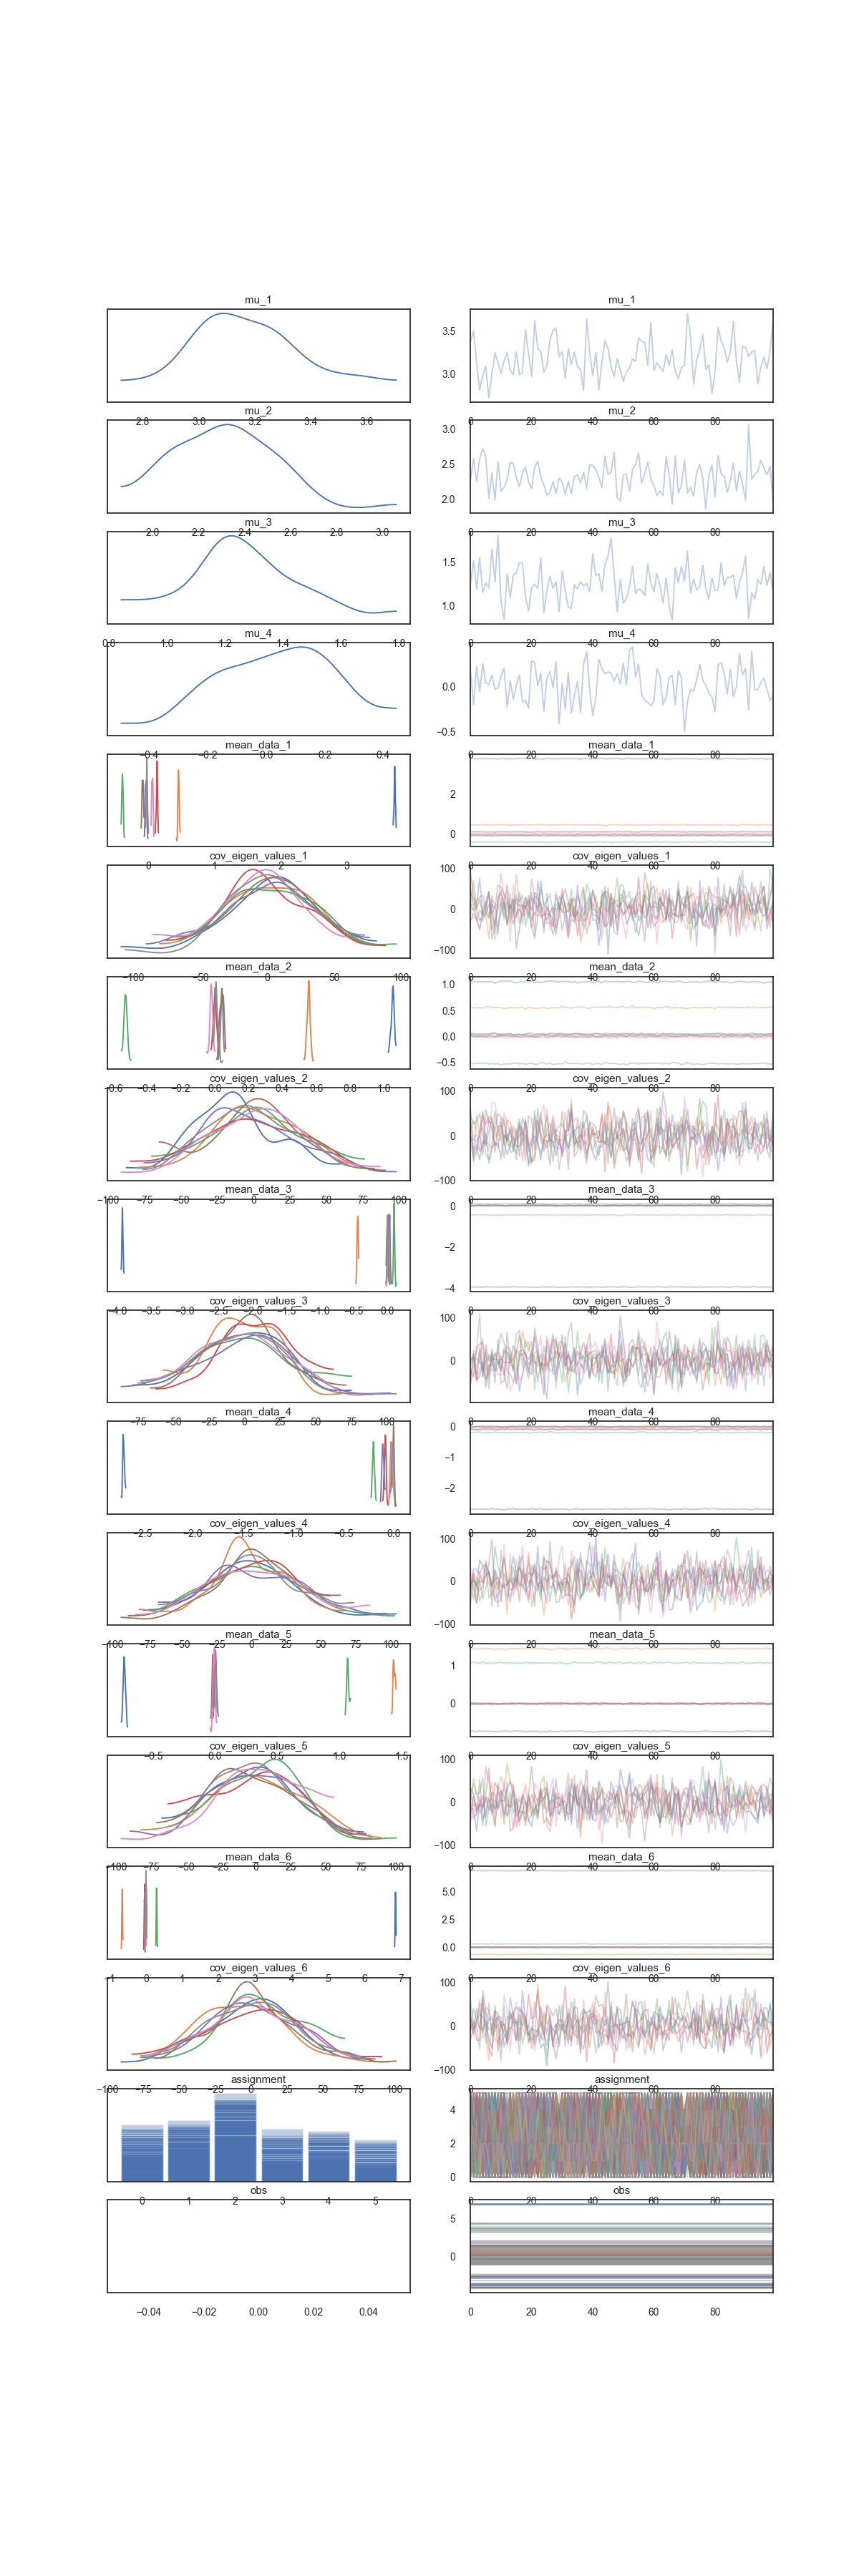 mu_1 mu_1
3.5
3.0
2.8 3.0 3.2 3.4 3.6 0 20 40 60 80
mu_2 mu_2
3.0
2.5
2.0
2.0 2.2 2.4 2.6 2.8 3.0 0 20 40 60 80
mu_3 mu_3
1.5
1.0
0.8 1.0 1.2 1.4 1.6 1.8 0 20 40 60 80
mu_4 mu_4
0.0
−0.5
−0.4 −0.2 0.0 0.2 0.4 0 20 40 60 80
mean_data_1 mean_data_1
2
0
0 1 2 3 0 20 40 60 80
cov_eigen_values_1 cov_eigen_values_1
100
0
−100
−100 −50 0 50 100 0 20 40 60 80
mean_data_2 mean_data_2
1.0
0.5
0.0
−0.5
−0.6 −0.4 −0.2 0.0 0.2 0.4 0.6 0.8 1.0 0 20 40 60 80
cov_eigen_values_2 cov_eigen_values_2
100
0
−100
−100 −75 −50 −25 0 25 50 75 100 0 20 40 60 80
mean_data_3 mean_data_3
0
−2
−4
−4.0 −3.5 −3.0 −2.5 −2.0 −1.5 −1.0 −0.5 0.0 0 20 40 60 80
cov_eigen_values_3 cov_eigen_values_3
100
0
−75 −50 −25 0 25 50 75 100 0 20 40 60 80
mean_data_4 mean_data_4
0
−1
−2
−2.5 −2.0 −1.5 −1.0 −0.5 0.0 0 20 40 60 80
cov_eigen_values_4 cov_eigen_values_4
100
0
−100
−100 −75 −50 −25 0 25 50 75 100 0 20 40 60 80
mean_data_5 mean_data_5
1
0
−0.5 0.0 0.5 1.0 1.5 0 20 40 60 80
cov_eigen_values_5 cov_eigen_values_5
100
0
−100
−100 −75 −50 −25 0 25 50 75 100 0 20 40 60 80
mean_data_6 mean_data_6
5.0
2.5
0.0
−1 0 1 2 3 4 5 6 7 0 20 40 60 80
cov_eigen_values_6 cov_eigen_values_6
100
0
−100
−100 −75 −50 −25 0 25 50 75 100 0 20 40 60 80
assignment assignment
4
2
0
0 1 2 3 4 5 0 20 40 60 80
obs obs
5
0
−0.04 −0.02 0.00 0.02 0.04 0 20 40 60 80